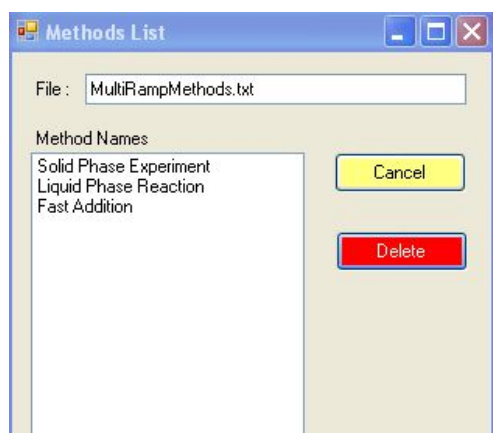 Methods List
File : MultiRampMethods.txt
Method Names
Solid Phase Experiment
Liquid Phase Reaction
Fast Addition
Cancel
Delete